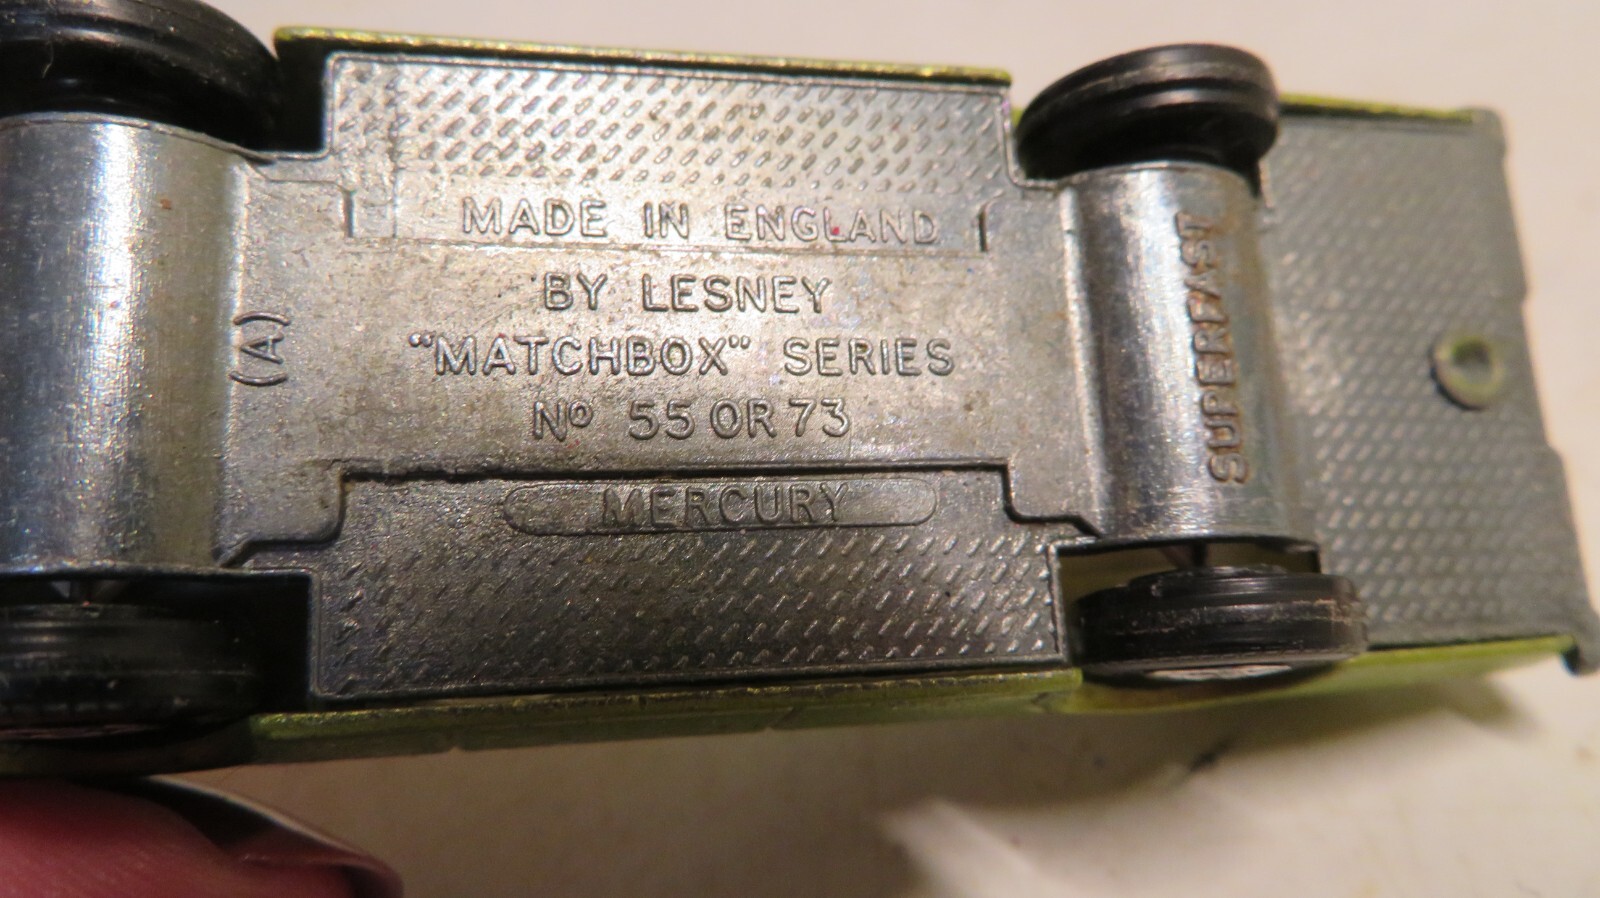 MADE IN ENGLAND
BY LESNEY
"MATCHBOX" SERIES
Nº 55 OR 73
MERCURY
(A)
SUPERFAST